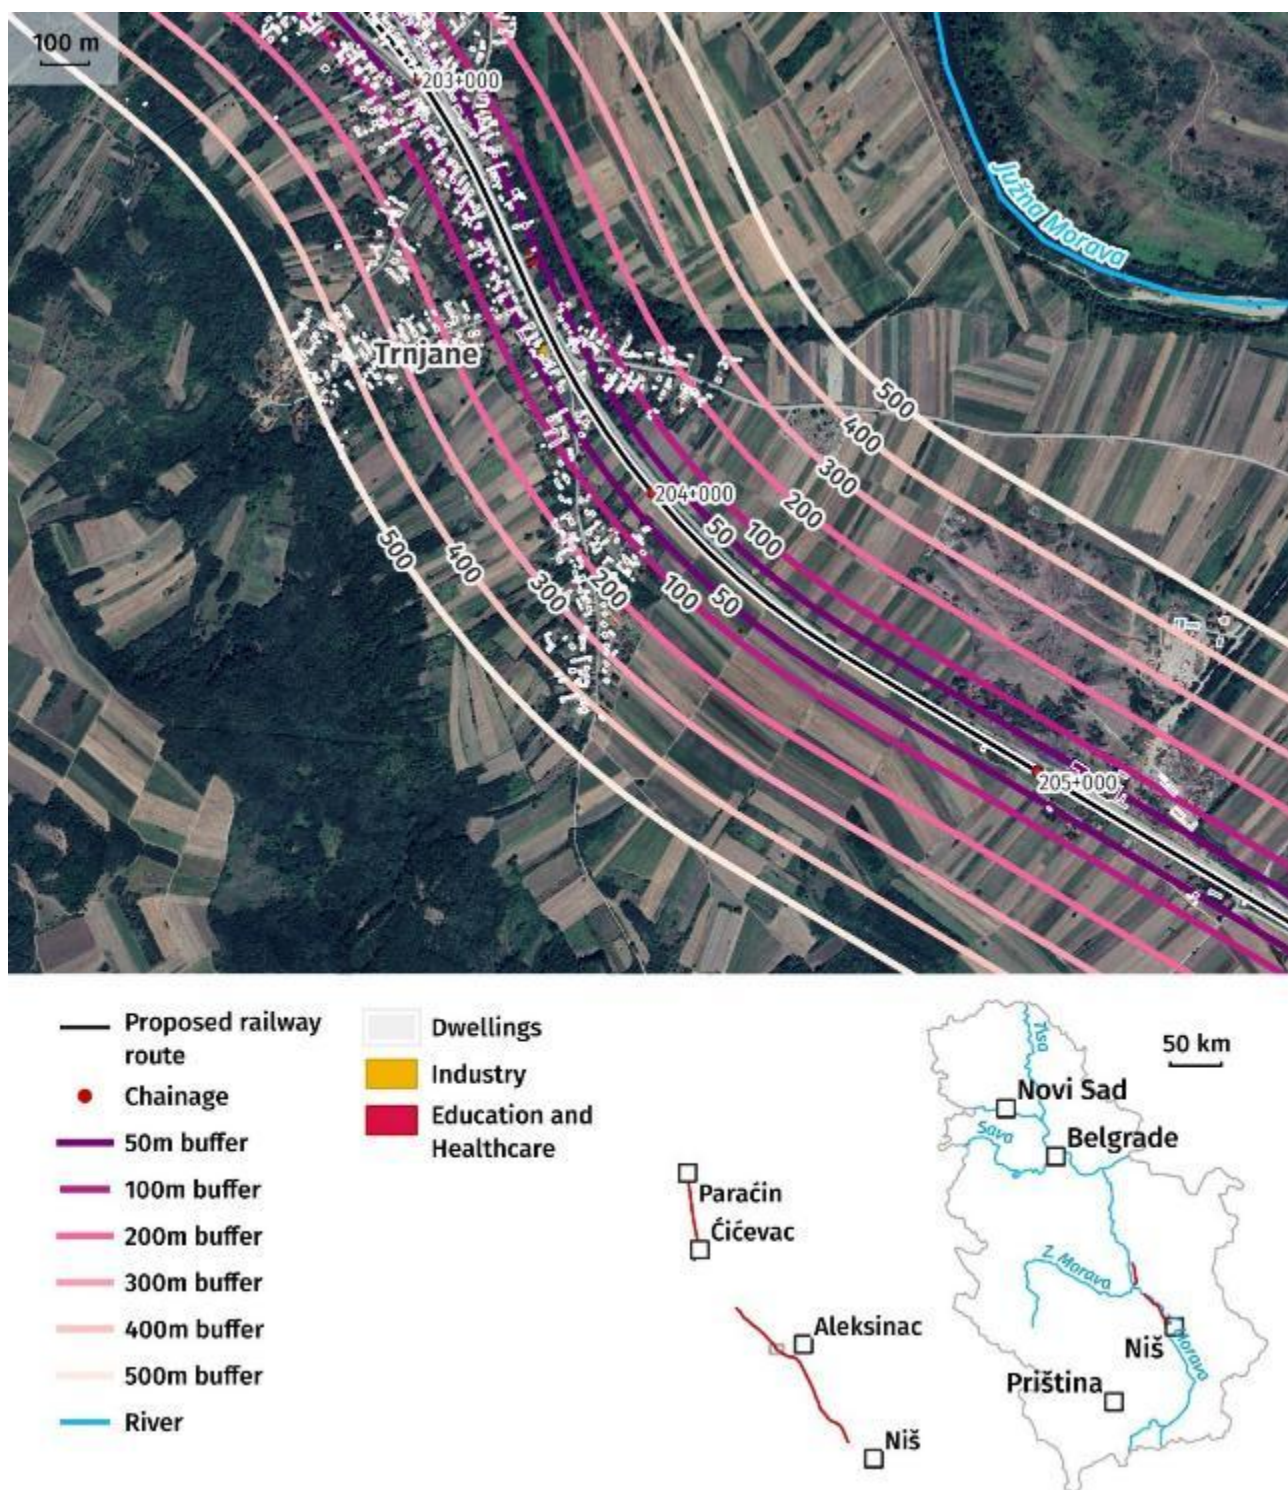 100 m
203+000
Južna Morava
Trnjane
500
400
300
200
100
50
204+000
500
400
300
200
100
50
205+000
Proposed railway
route
Chainage
50m buffer
100m buffer
200m buffer
300m buffer
400m buffer
500m buffer
River
Dwellings
Industry
Education and
Healthcare
Paraćin
Ćićevac
Aleksinac
Niš
50 km
Tisa
Novi Sad
Sava
Belgrade
Z. Morava
Niš
Morava
Priština